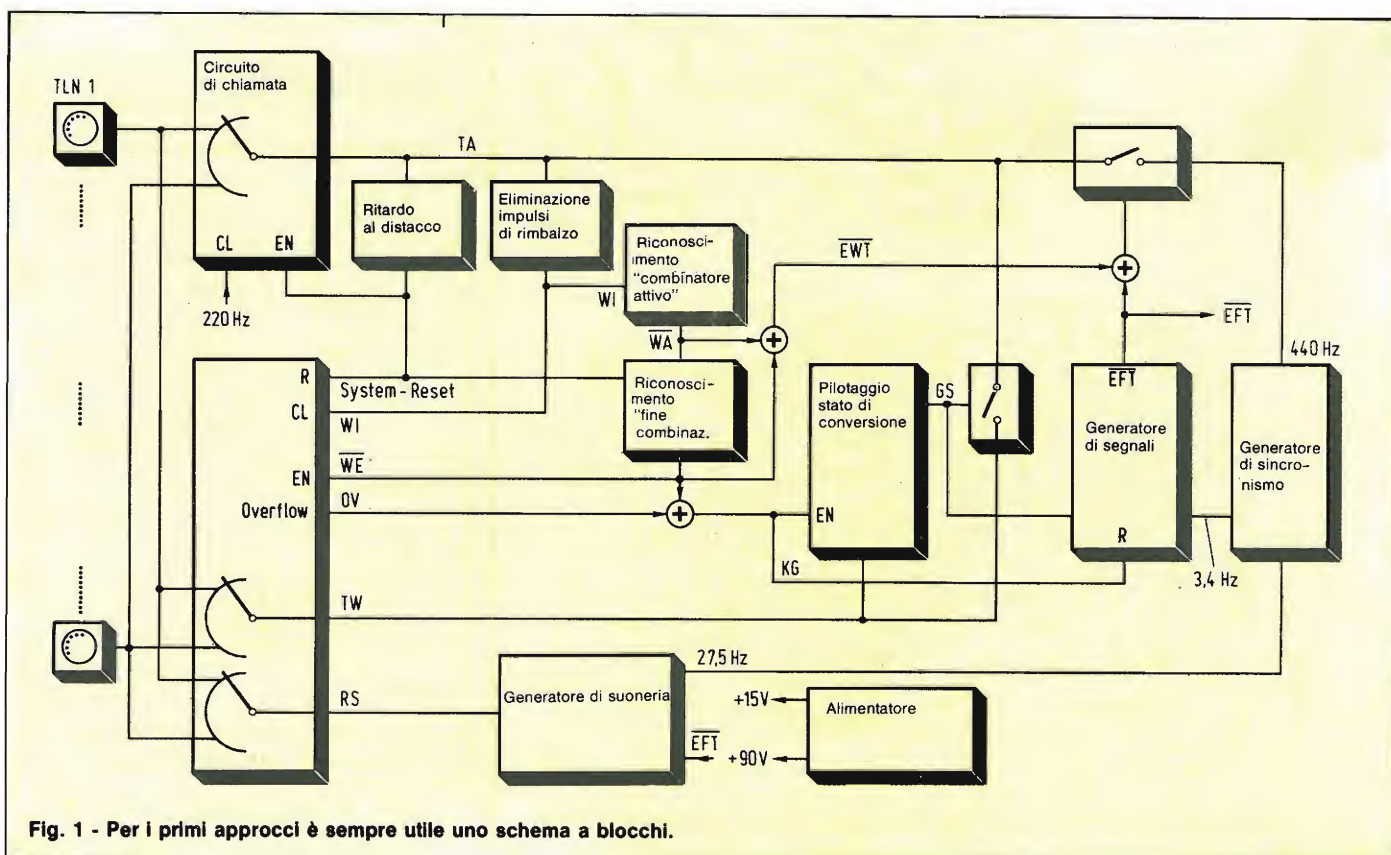 TLN 1
Circuito
di chiamata
CL
EN
220 Hz
TA
Ritardo
al distacco
Eliminazione
impulsi
di rimbalzo
WI
Riconosci-
mento
"combinatore
attivo"
WA
EWT
EFT
440 Hz
R
System-Reset
CL
WI
EN
WE
Overflow
OV
Riconosci-
mento
"fine
combinaz.
Pilotaggio
stato di
conversione
EN
GS
EFT
Generatore
di segnali
R
Generatore
di sincro-
nismo
3,4 Hz
KG
TW
RS
27,5 Hz
Generatore di suoneria
EFT
+15V
+90V
Alimentatore
Fig. 1 - Per i primi approcci è sempre utile uno schema a blocchi.